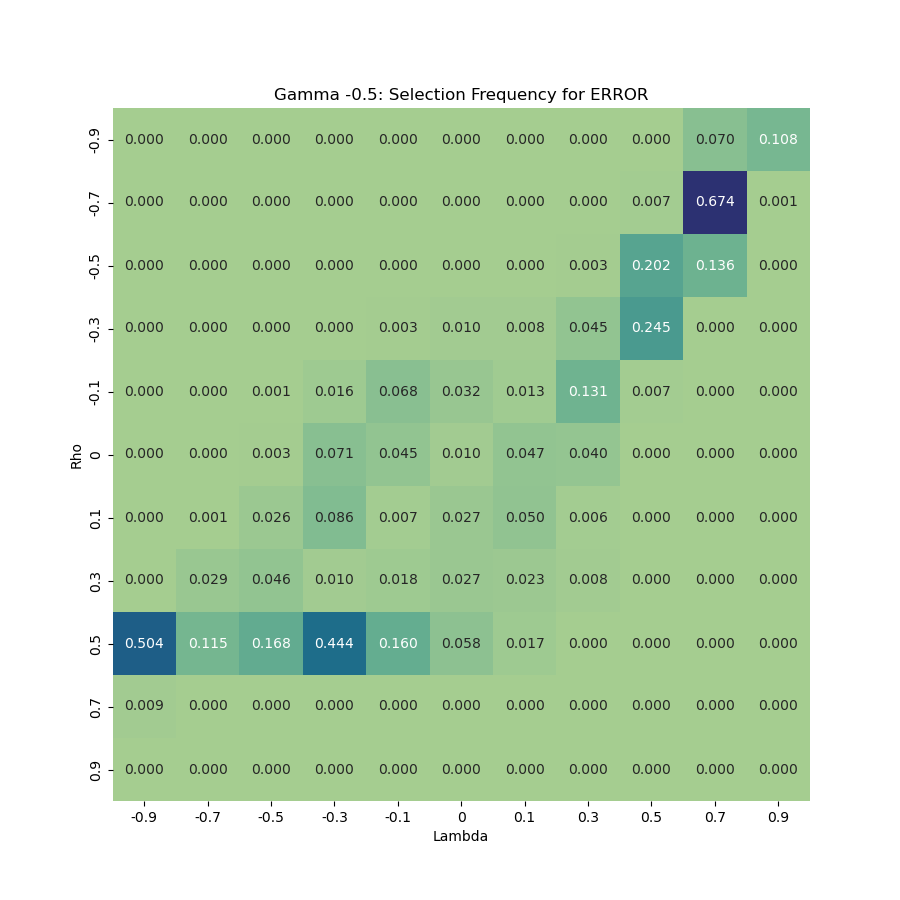 Gamma -0.5: Selection Frequency for ERROR
-0.9 0.000 0.000 0.000 0.000 0.000 0.000 0.000 0.000 0.000 0.070 0.108
-0.7 0.000 0.000 0.000 0.000 0.000 0.000 0.000 0.000 0.007 0.674 0.001
-0.5 0.000 0.000 0.000 0.000 0.000 0.000 0.000 0.003 0.202 0.136 0.000
-0.3 0.000 0.000 0.000 0.000 0.003 0.010 0.008 0.045 0.245 0.000 0.000
-0.1 0.000 0.000 0.001 0.016 0.068 0.032 0.013 0.131 0.007 0.000 0.000
Rho
0 0.000 0.000 0.003 0.071 0.045 0.010 0.047 0.040 0.000 0.000 0.000
0.1 0.000 0.001 0.026 0.086 0.007 0.027 0.050 0.006 0.000 0.000 0.000
0.3 0.000 0.029 0.046 0.010 0.018 0.027 0.023 0.008 0.000 0.000 0.000
0.5 0.504 0.115 0.168 0.444 0.160 0.058 0.017 0.000 0.000 0.000 0.000
0.7 0.009 0.000 0.000 0.000 0.000 0.000 0.000 0.000 0.000 0.000 0.000
0.9 0.000 0.000 0.000 0.000 0.000 0.000 0.000 0.000 0.000 0.000 0.000
-0.9 -0.7 -0.5 -0.3 -0.1 0 0.1 0.3 0.5 0.7 0.9
Lambda